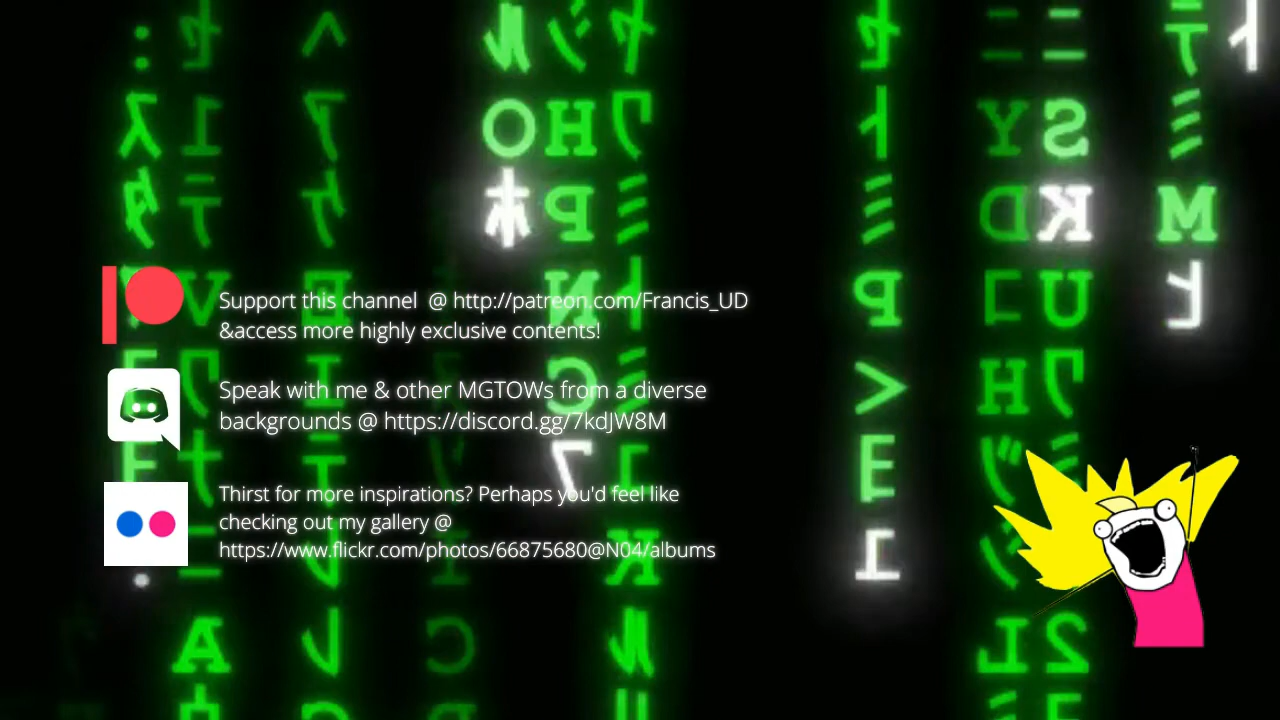 Support this channel  @ http://patreon.com/Francis_UD
&access more highly exclusive contents!
Speak with me & other MGTOWs from a diverse
backgrounds @ https://discord.gg/7kdJW8M
Thirst for more inspirations? Perhaps you'd feel like
checking out my gallery @
https://www.flickr.com/photos/66875680@N04/albums